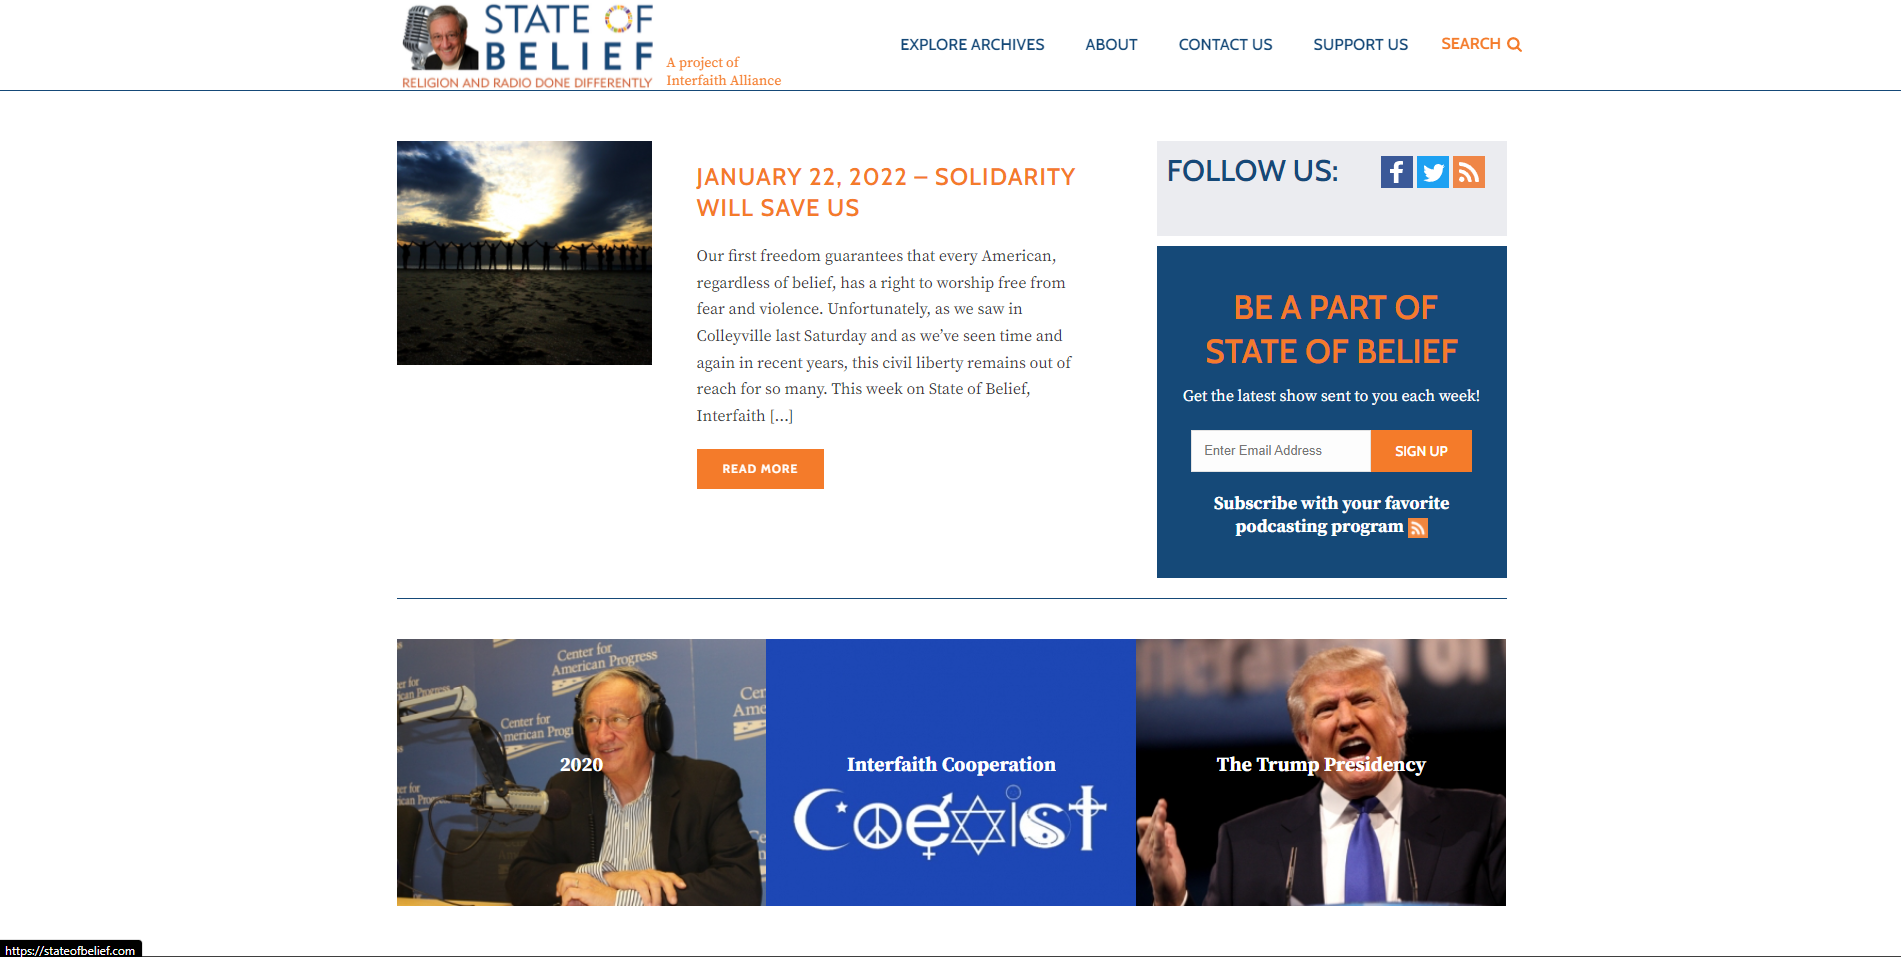 STATE OF
BELIEF
RELIGION AND RADIO DONE DIFFERENTLY
A project of
Interfaith Alliance
EXPLORE ARCHIVES
ABOUT
CONTACT US
SUPPORT US
SEARCH
JANUARY 22, 2022 – SOLIDARITY
WILL SAVE US
Our first freedom guarantees that every American,
regardless of belief, has a right to worship free from
fear and violence. Unfortunately, as we saw in
Colleyville last Saturday and as we’ve seen time and
again in recent years, this civil liberty remains out of
reach for so many. This week on State of Belief,
Interfaith […]
READ MORE
FOLLOW US:
BE A PART OF
STATE OF BELIEF
Get the latest show sent to you each week!
Enter Email Address
SIGN UP
Subscribe with your favorite
podcasting program
Center for
American Progress
Center for
American Prog
Cen
Ame
2020
Interfaith Cooperation
Coexist
The Trump Presidency
https://stateofbelief.com